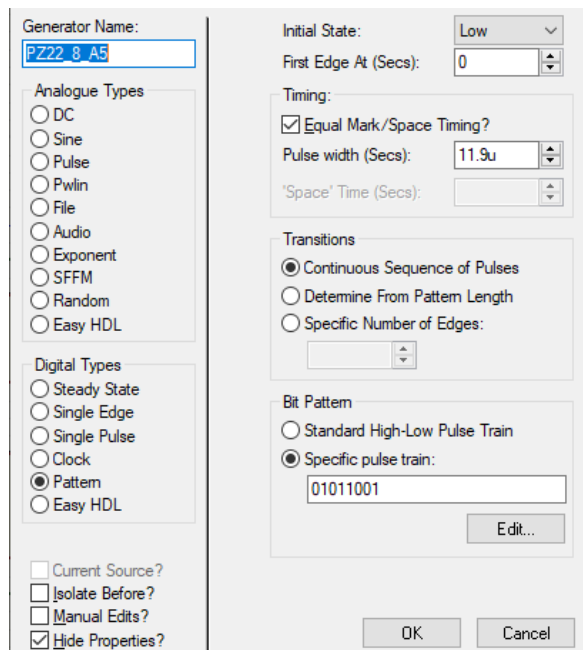 Generator Name:
PZ22_8_A5
Analogue Types
DC
Sine
Pulse
Pwlin
File
Audio
Exponent
SFFM
Random
Easy HDL
Digital Types
Steady State
Single Edge
Single Pulse
Clock
Pattern
Easy HDL
Current Source?
Isolate Before?
Manual Edits?
Hide Properties?
Initial State: Low
First Edge At (Secs): 0
Timing:
Equal Mark/Space Timing?
Pulse width (Secs): 11.9u
'Space' Time (Secs):
Transitions
Continuous Sequence of Pulses
Determine From Pattern Length
Specific Number of Edges:
Bit Pattern
Standard High-Low Pulse Train
Specific pulse train:
01011001
Edit...
OK Cancel